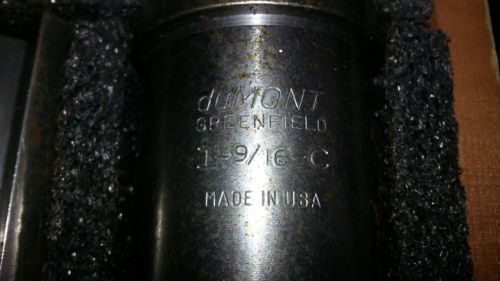 duMONT
GREENFIELD
1-9/16-C
MADE IN USA